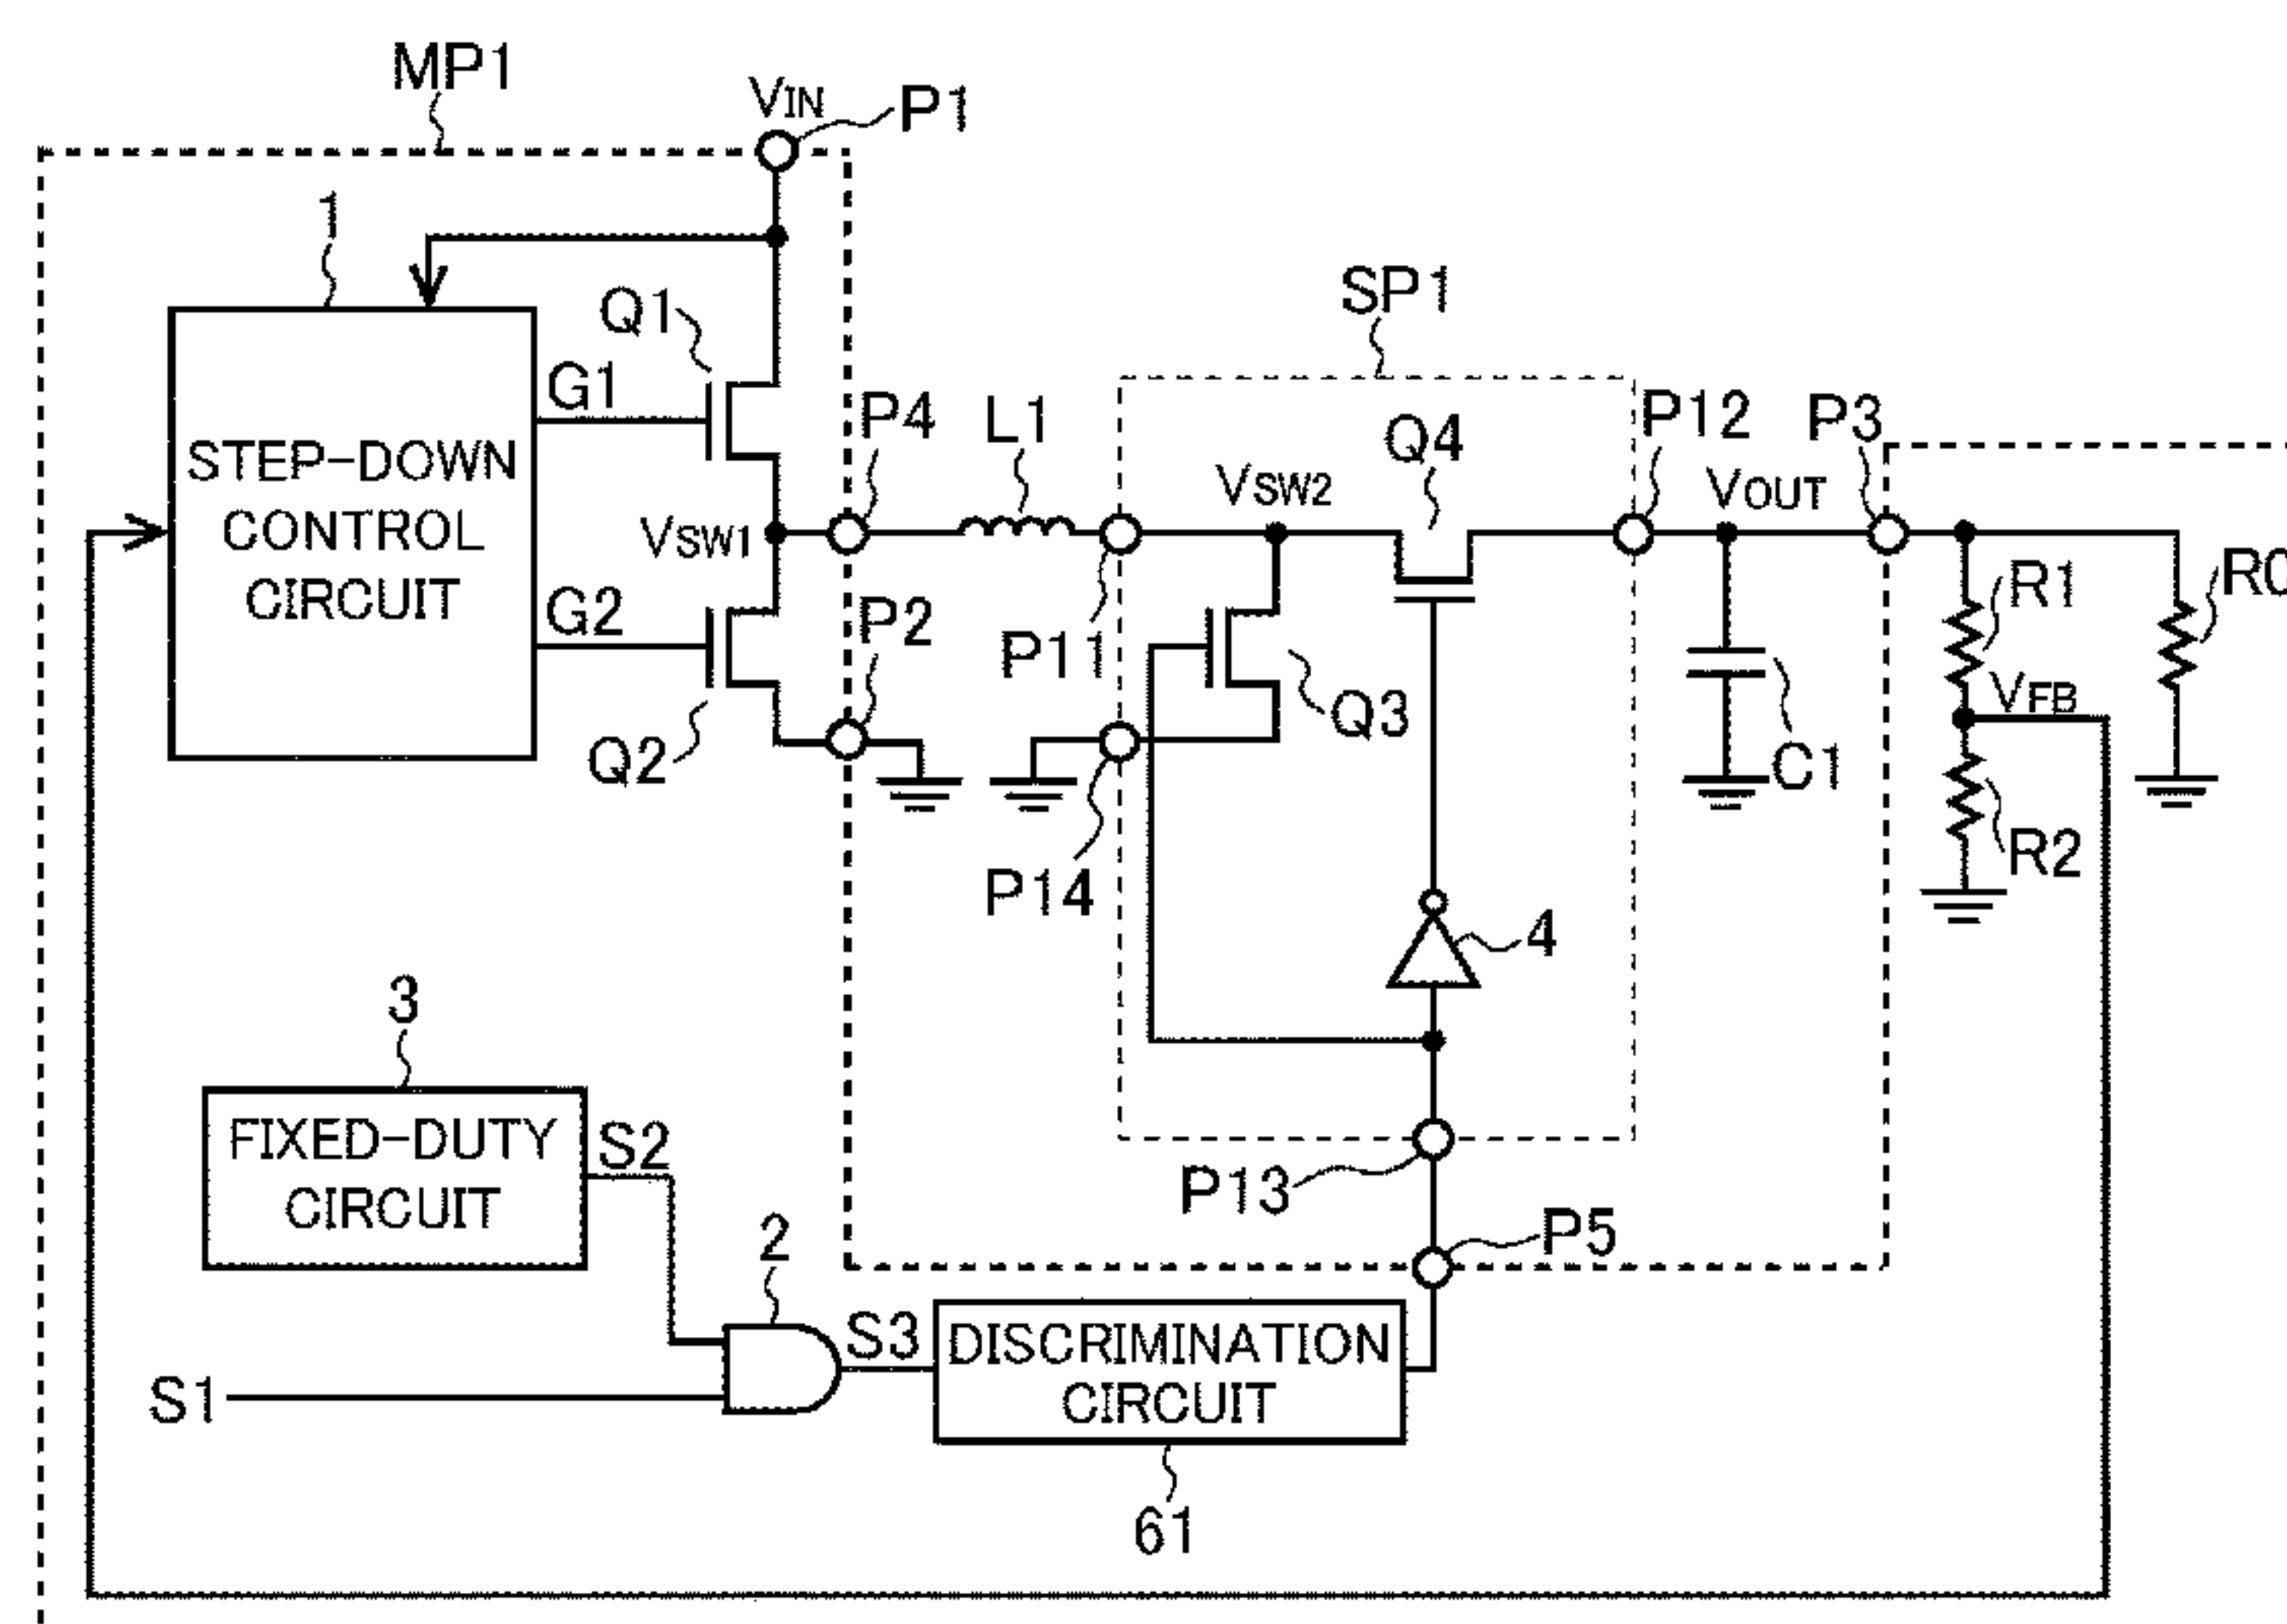 MP1
VIN
P1
1
SP1
Q1
G1
P4
L1
Q4
P12
P3
STEP-DOWN
CONTROL
CIRCUIT
VSW1
VSW2
VOUT
G2
P2
P11
Q3
R1
R0
VFB
Q2
C1
P14
R2
4
3
FIXED-DUTY
CIRCUIT
S2
P13
P5
2
S3
DISCRIMINATION
CIRCUIT
S1
61